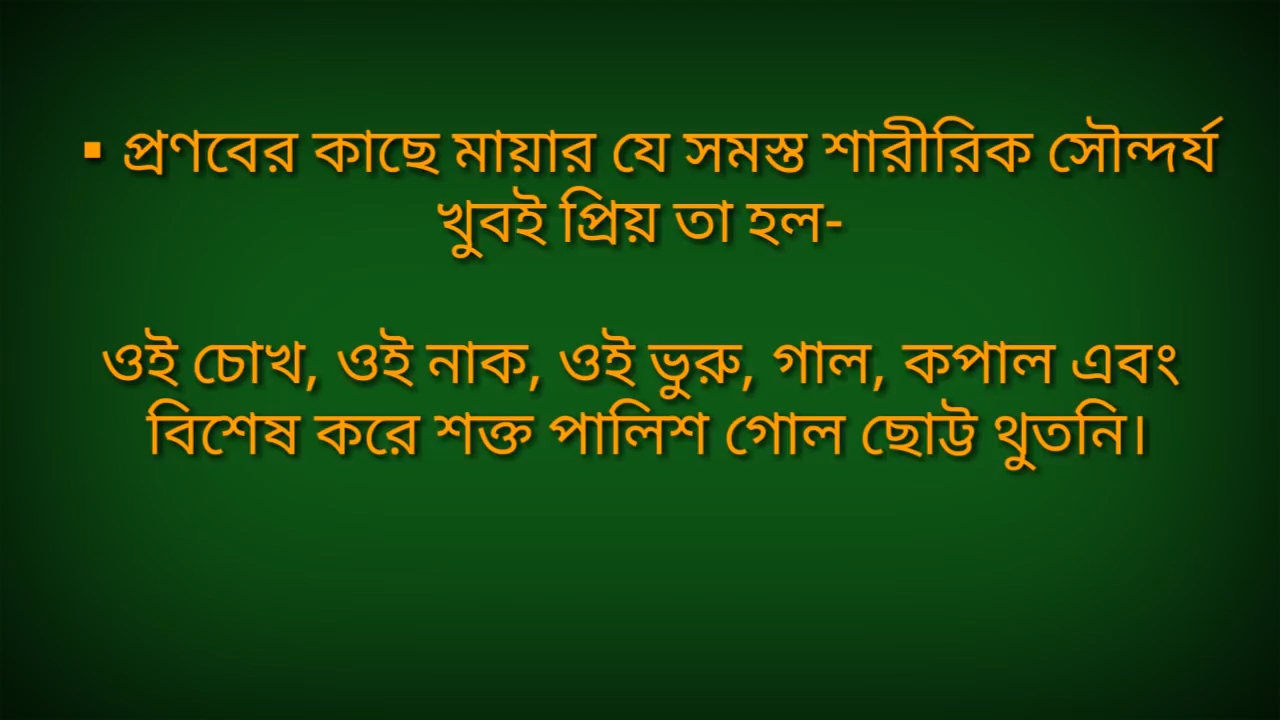 ▪ প্রণবের কাছে মায়ার যে সমস্ত শারীরিক সৌন্দর্য
খুবই প্রিয় তা হল-
ওই চোখ, ওই নাক, ওই ভুরু, গাল, কপাল এবং
বিশেষ করে শক্ত পালিশ গোল ছোট্ট থুতনি।